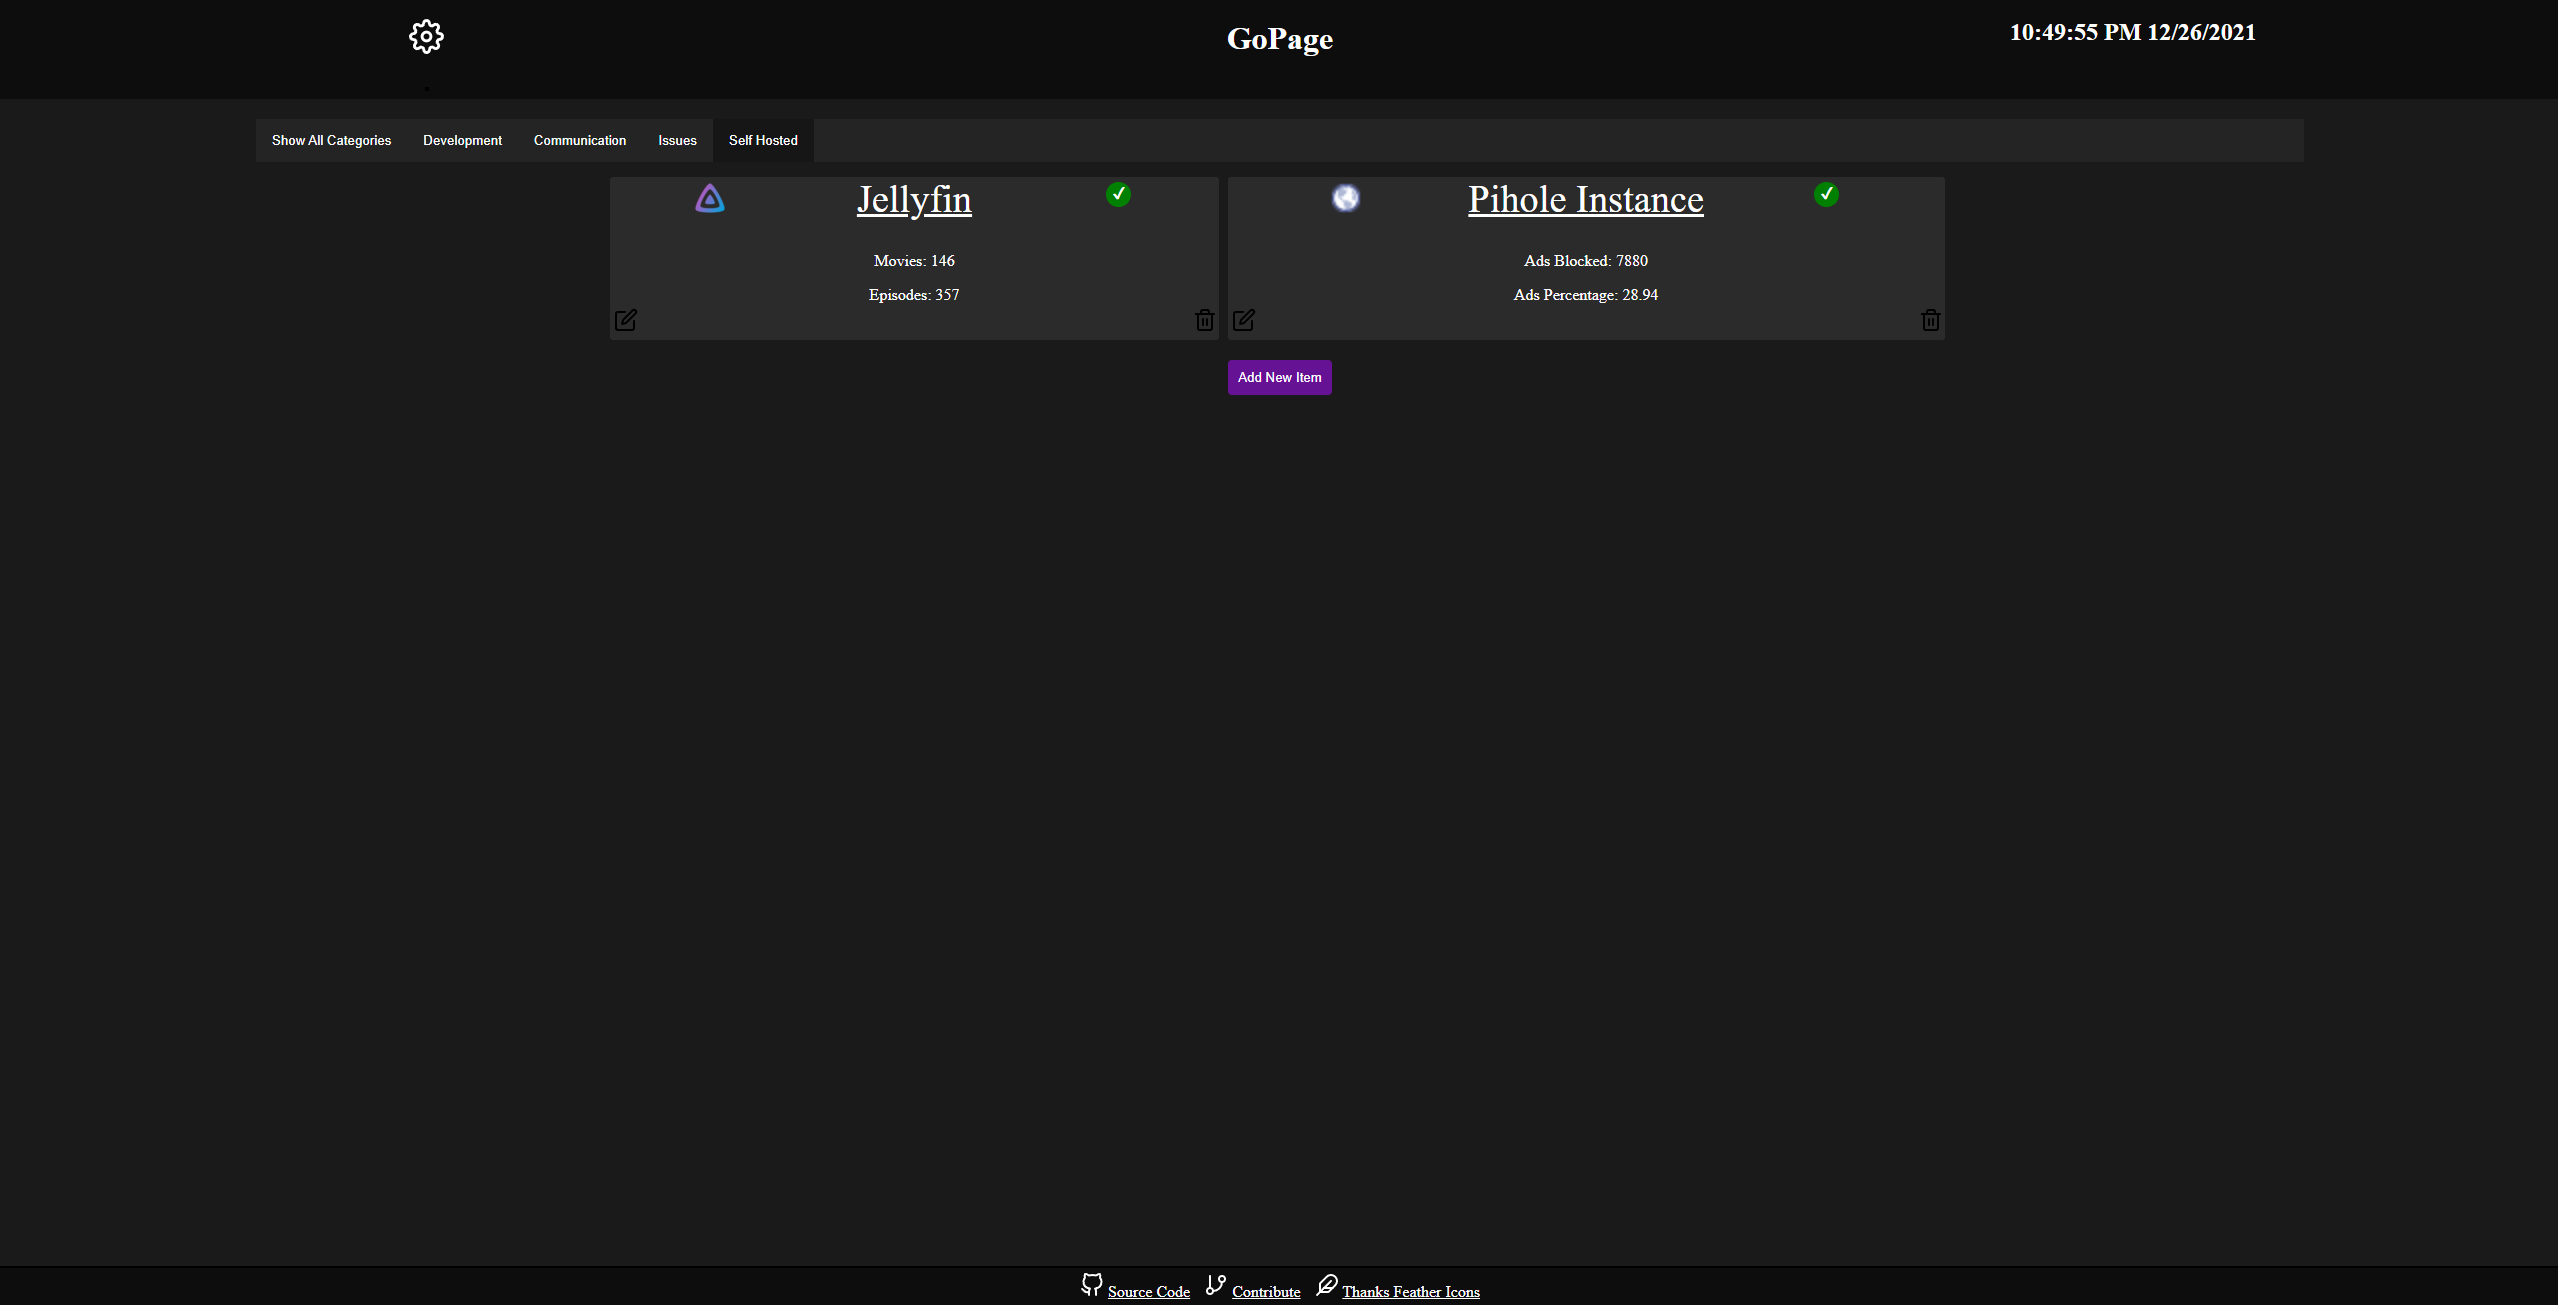 GoPage
10:49:55 PM 12/26/2021
Show All Categories Development Communication Issues Self Hosted
Jellyfin
Movies: 146
Episodes: 357
Pihole Instance
Ads Blocked: 7880
Ads Percentage: 28.94
Add New Item
Source Code Contribute Thanks Feather Icons